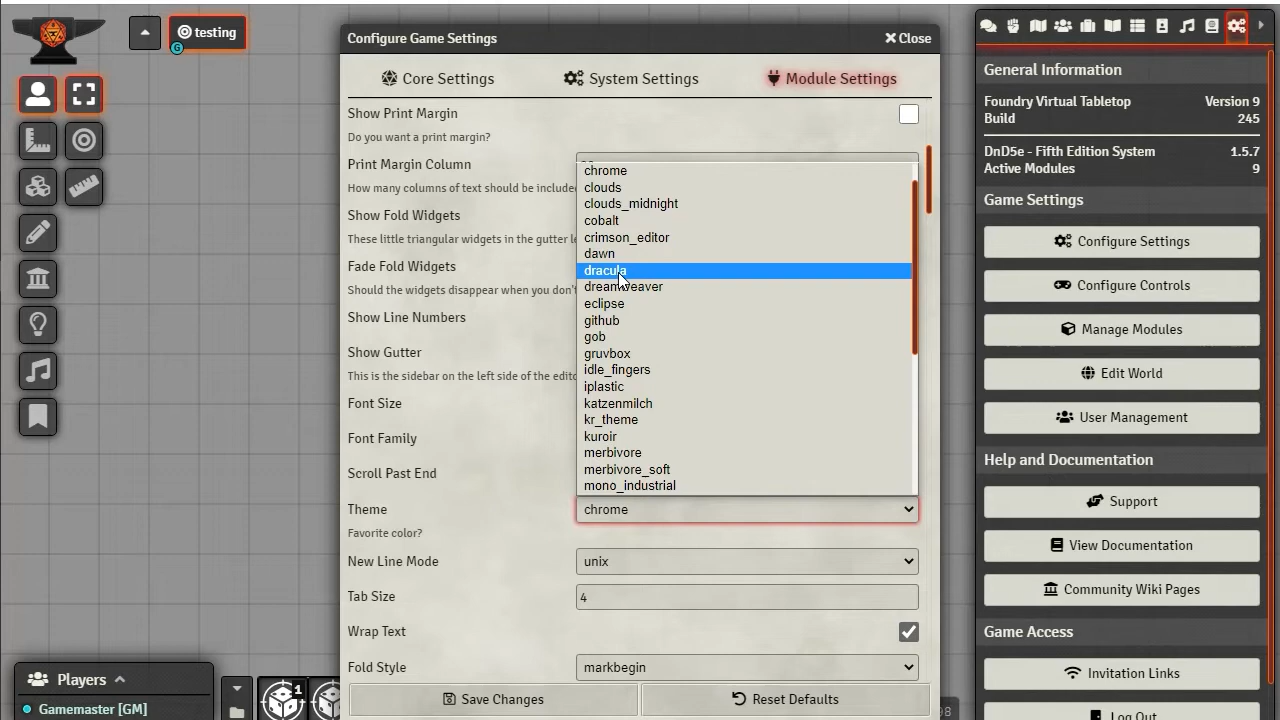 testing
G
Configure Game Settings
Close
Core Settings
System Settings
Module Settings
Show Print Margin
Do you want a print margin?
Print Margin Column
How many columns of text should be include
Show Fold Widgets
These little triangular widgets in the gutter le
Fade Fold Widgets
Should the widgets disappear when you don't
Show Line Numbers
Show Gutter
This is the sidebar on the left side of the edito
Font Size
Font Family
Scroll Past End
chrome
clouds
clouds_midnight
cobalt
crimson_editor
dawn
dracula
dreamweaver
eclipse
github
gob
gruvbox
idle_fingers
iplastic
katzenmilch
kr_theme
kuroir
merbivore
merbivore_soft
mono_industrial
Theme
chrome
Favorite color?
New Line Mode
unix
Tab Size
4
Wrap Text
Fold Style
markbegin
Save Changes
Reset Defaults
General Information
Foundry Virtual Tabletop
Version 9
Build
245
DnD5e - Fifth Edition System
1.5.7
Active Modules
9
Game Settings
Configure Settings
Configure Controls
Manage Modules
Edit World
User Management
Help and Documentation
Support
View Documentation
Community Wiki Pages
Game Access
Invitation Links
Log Out
Players
Gamemaster [GM]
1